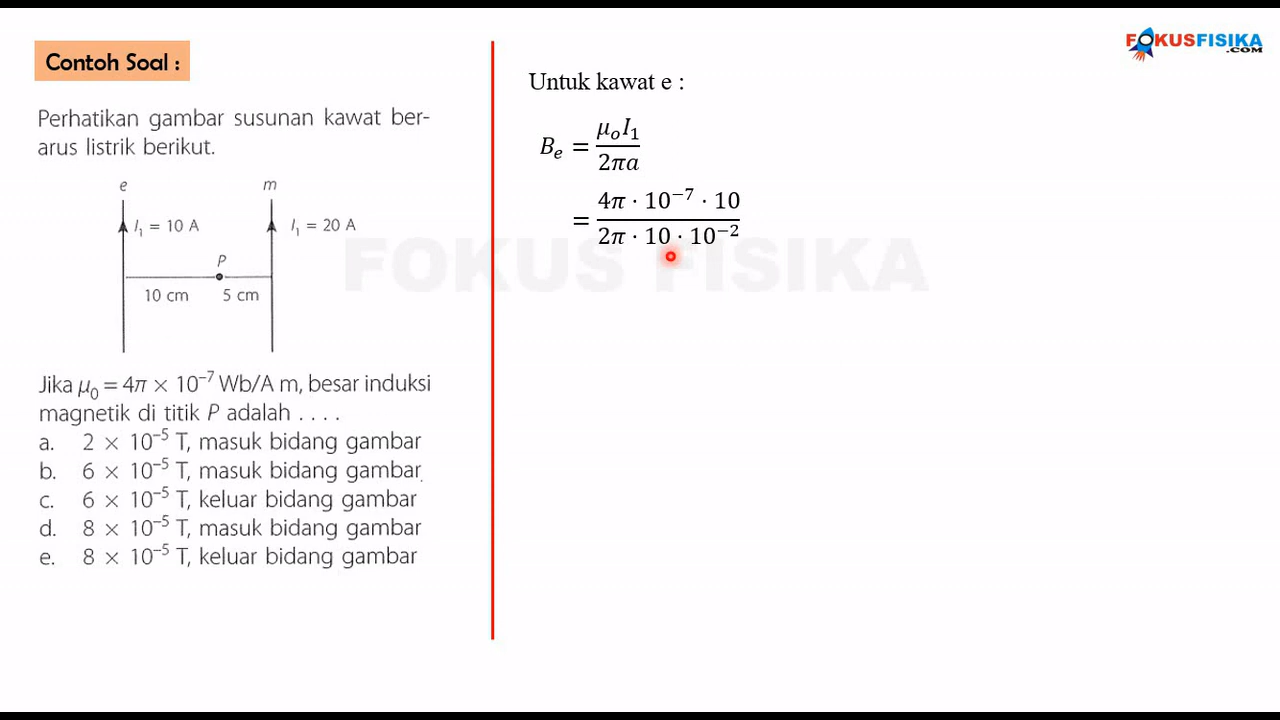 FOKUSFISIKA
.COM
Contoh Soal :
Perhatikan gambar susunan kawat ber-
arus listrik berikut.
e m
I₁ = 10 A I₁ = 20 A
P
10 cm 5 cm
Jika μ₀ = 4π × 10⁻⁷ Wb/A m, besar induksi
magnetik di titik P adalah . . . .
a. 2 × 10⁻⁵ T, masuk bidang gambar
b. 6 × 10⁻⁵ T, masuk bidang gambar
c. 6 × 10⁻⁵ T, keluar bidang gambar
d. 8 × 10⁻⁵ T, masuk bidang gambar
e. 8 × 10⁻⁵ T, keluar bidang gambar
Untuk kawat e :
Bₑ = μₒI₁ / 2πa
= 4π · 10⁻⁷ · 10 / 2π · 10 · 10⁻²
FOKUS FISIKA